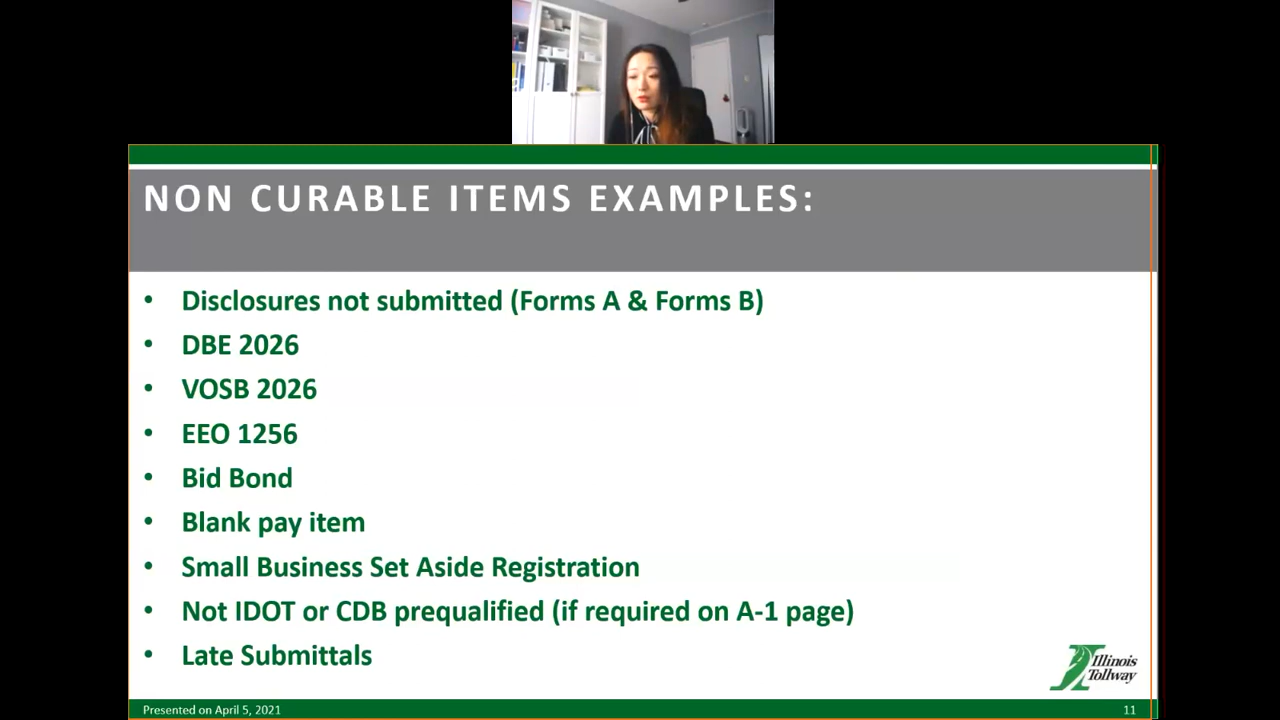 NON CURABLE ITEMS EXAMPLES:
• Disclosures not submitted (Forms A & Forms B)
• DBE 2026
• VOSB 2026
• EEO 1256
• Bid Bond
• Blank pay item
• Small Business Set Aside Registration
• Not IDOT or CDB prequalified (if required on A-1 page)
• Late Submittals
Illinois
Tollway
Presented on April 5, 2021
11